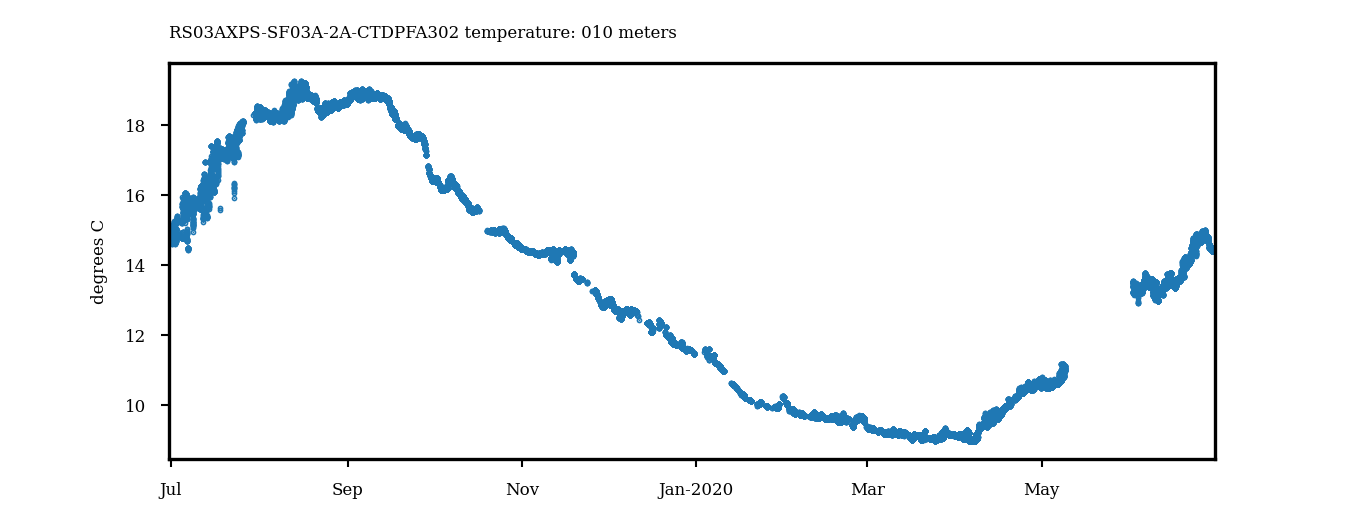 RS03AXPS-SF03A-2A-CTDPFA302 temperature: 010 meters
degrees C
18
16
14
12
10
Jul Sep Nov Jan-2020 Mar May